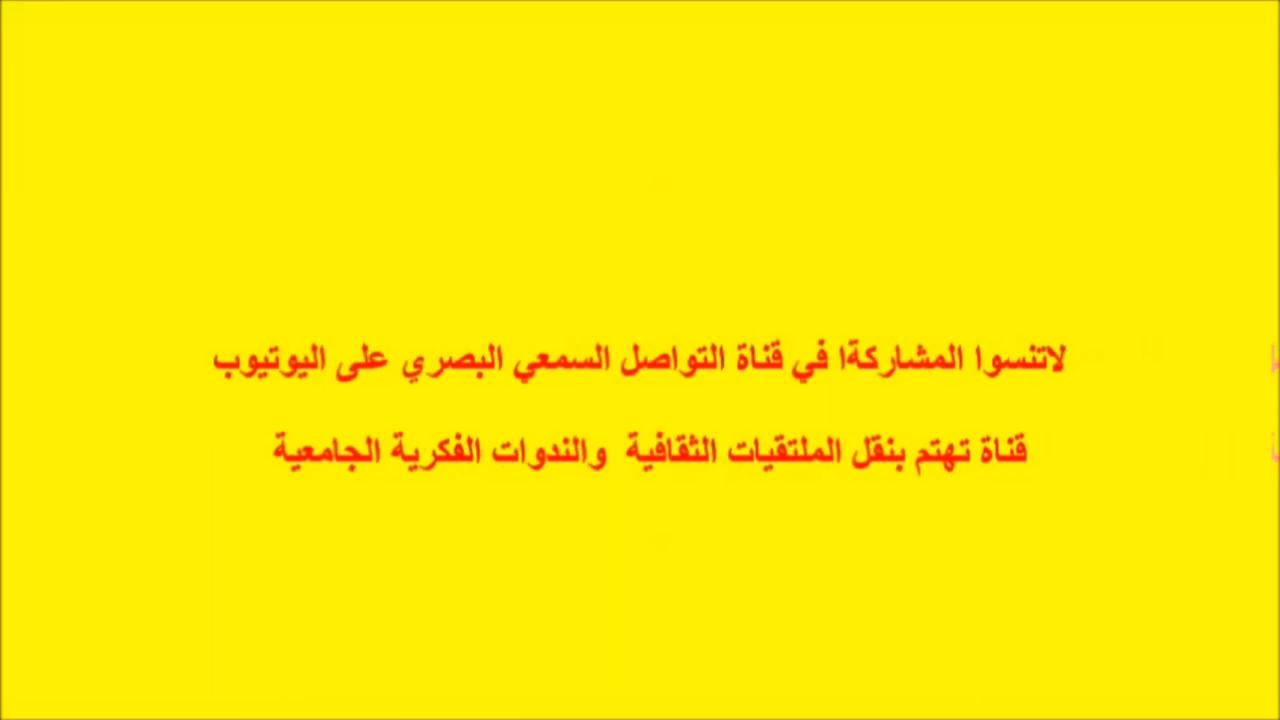 لاتنسوا المشاركةا في قناة التواصل السمعي البصري على اليوتيوب
قناة تهتم بنقل الملتقيات الثقافية والندوات الفكرية الجامعية